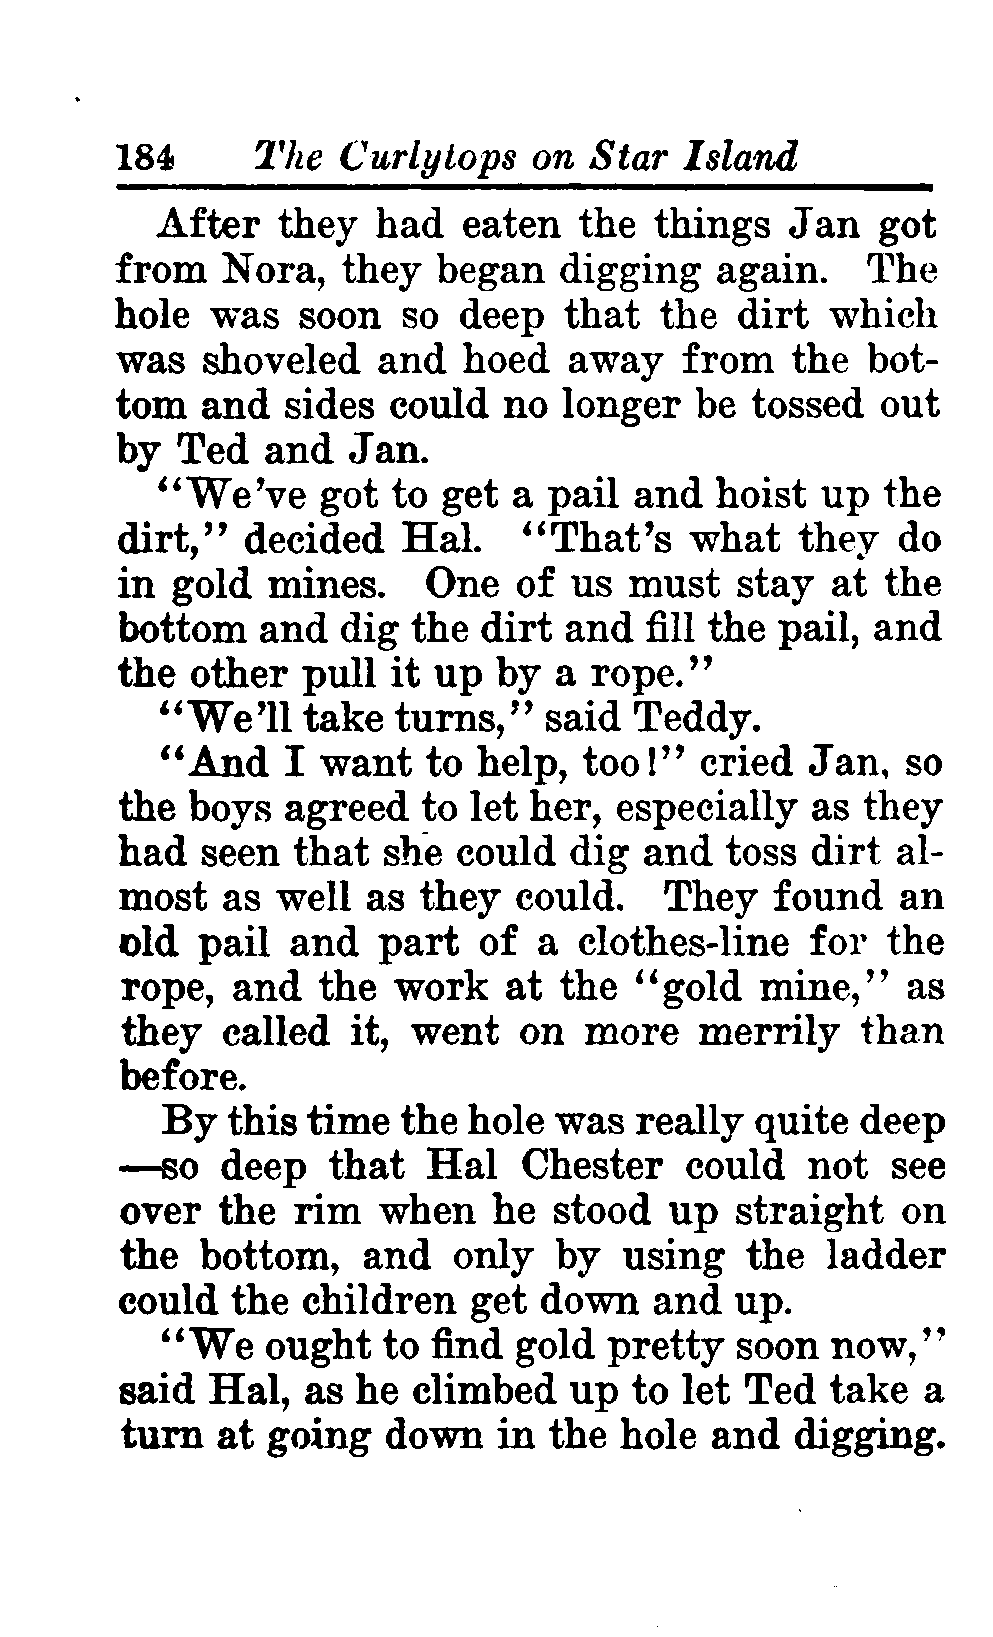 184 The Curlytops on Star Island
After they had eaten the things Jan got
from Nora, they began digging again. The
hole was soon so deep that the dirt which
was shoveled and hoed away from the bot-
tom and sides could no longer be tossed out
by Ted and Jan.
“We’ve got to get a pail and hoist up the
dirt,” decided Hal. “That’s what they do
in gold mines. One of us must stay at the
bottom and dig the dirt and fill the pail, and
the other pull it up by a rope.”
“We’ll take turns,” said Teddy.
“And I want to help, too!” cried Jan, so
the boys agreed to let her, especially as they
had seen that she could dig and toss dirt al-
most as well as they could. They found an
old pail and part of a clothes-line for the
rope, and the work at the “gold mine,” as
they called it, went on more merrily than
before.
By this time the hole was really quite deep
—so deep that Hal Chester could not see
over the rim when he stood up straight on
the bottom, and only by using the ladder
could the children get down and up.
“We ought to find gold pretty soon now,”
said Hal, as he climbed up to let Ted take a
turn at going down in the hole and digging.